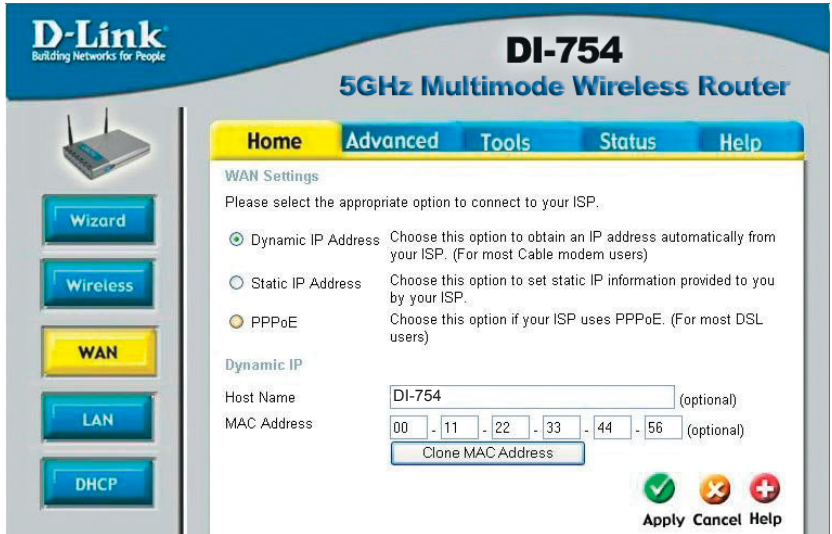 D-Link
Building Networks for People
DI-754
5GHz Multimode Wireless Router
Home Advanced Tools Status Help
Wizard
Wireless
WAN
LAN
DHCP
WAN Settings
Please select the appropriate option to connect to your ISP.
Dynamic IP Address Choose this option to obtain an IP address automatically from
your ISP. (For most Cable modem users)
Static IP Address Choose this option to set static IP information provided to you
by your ISP.
PPPoE Choose this option if your ISP uses PPPoE. (For most DSL
users)
Dynamic IP
Host Name DI-754 (optional)
MAC Address 00 - 11 - 22 - 33 - 44 - 56 (optional)
Clone MAC Address
Apply Cancel Help